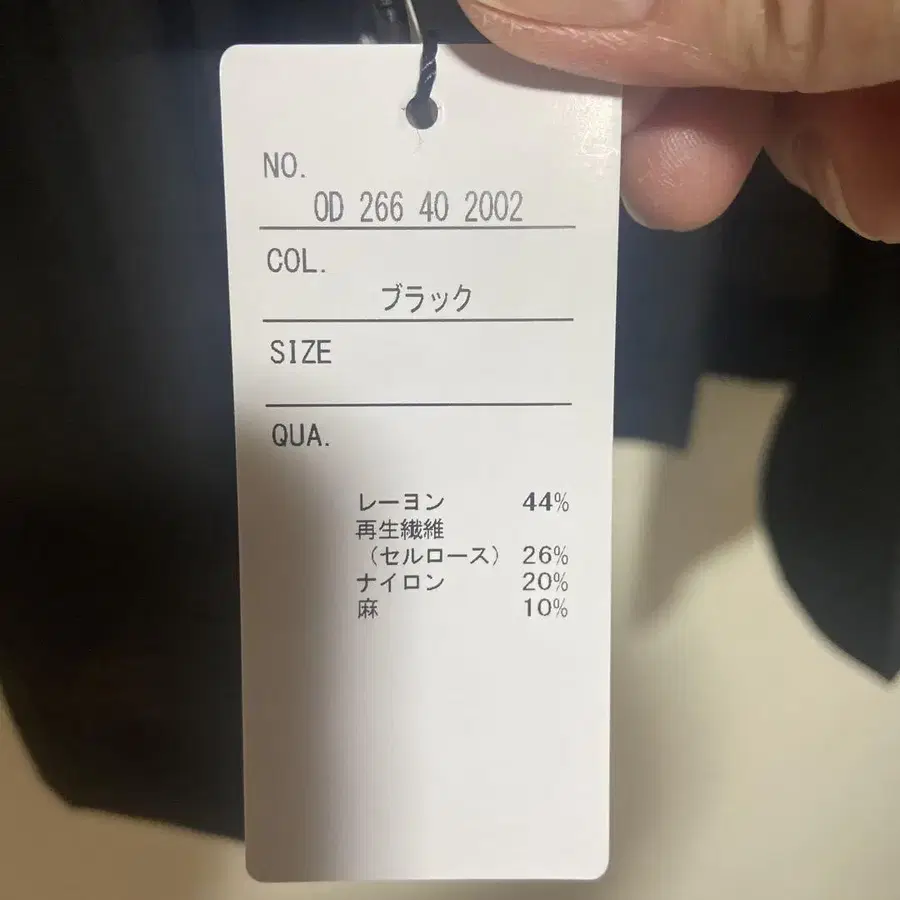 NO.
OD 266 40 2002
COL.
ブラック
SIZE
QUA.
レーヨン 44%
再生繊維
（セルロース） 26%
ナイロン 20%
麻 10%